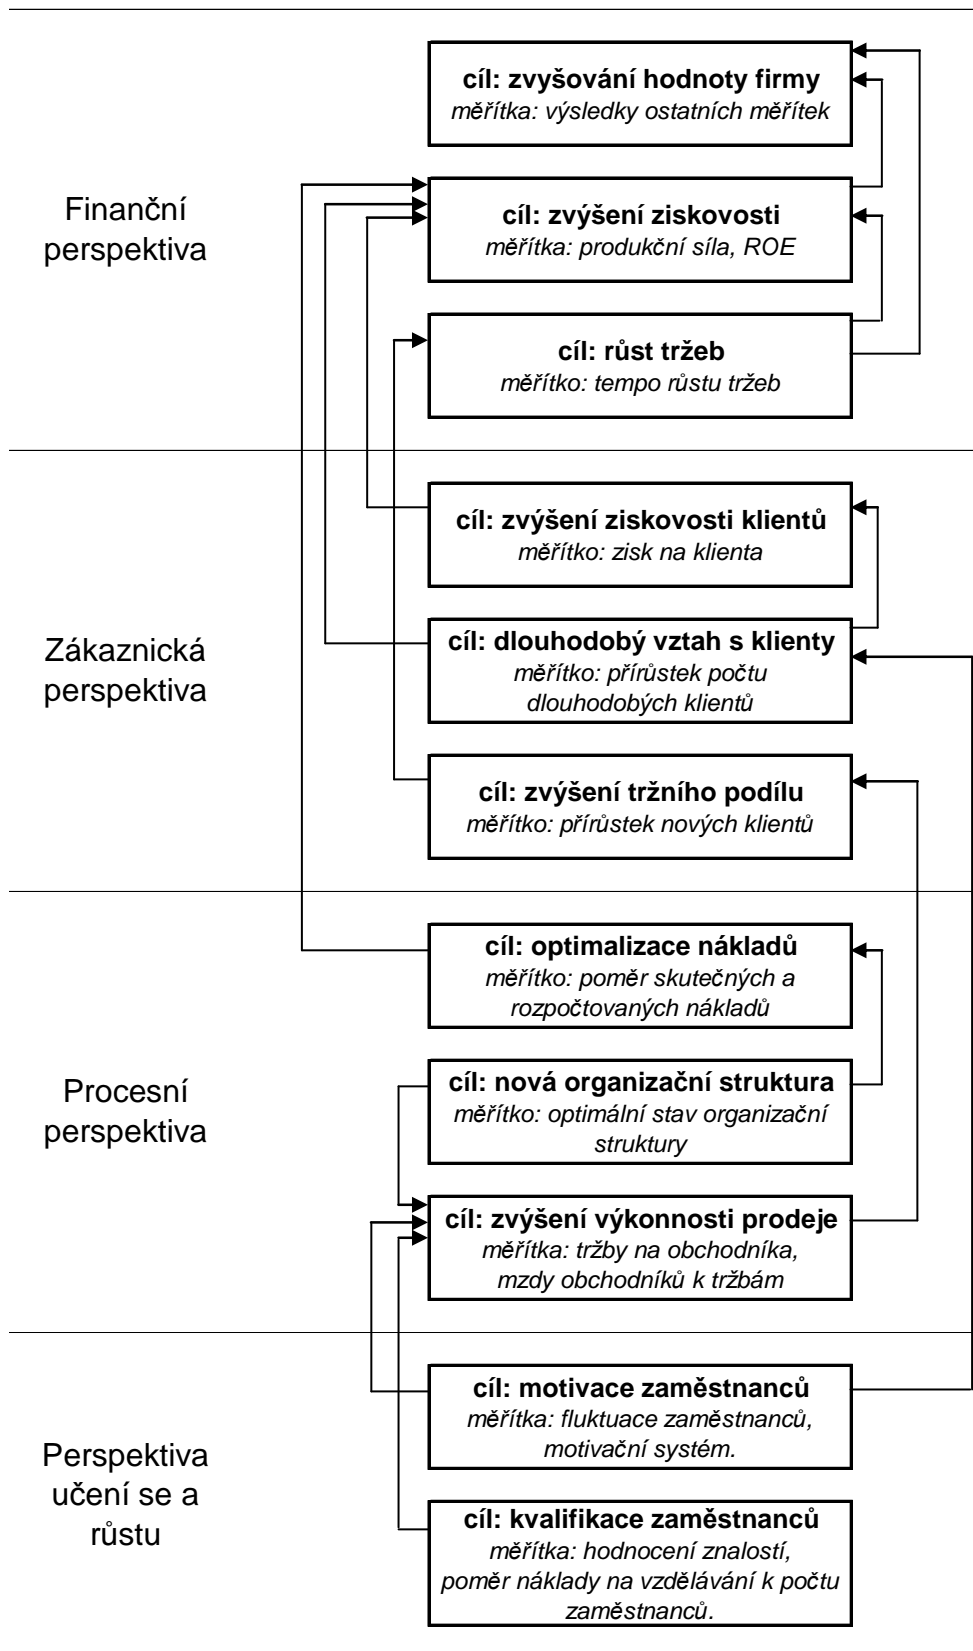 cíl: zvyšování hodnoty firmy
měřítka: výsledky ostatních měřítek
Finanční
perspektiva
cíl: zvýšení ziskovosti
měřítka: produkční síla, ROE
cíl: růst tržeb
měřítko: tempo růstu tržeb
cíl: zvýšení ziskovosti klientů
měřítko: zisk na klienta
Zákaznická
perspektiva
cíl: dlouhodobý vztah s klienty
měřítko: přírůstek počtu
dlouhodobých klientů
cíl: zvýšení tržního podílu
měřítko: přírůstek nových klientů
cíl: optimalizace nákladů
měřítko: poměr skutečných a
rozpočtovaných nákladů
Procesní
perspektiva
cíl: nová organizační struktura
měřítko: optimální stav organizační
struktury
cíl: zvýšení výkonnosti prodeje
měřítka: tržby na obchodníka,
mzdy obchodníků k tržbám
Perspektiva
učení se a
růstu
cíl: motivace zaměstnanců
měřítka: fluktuace zaměstnanců,
motivační systém.
cíl: kvalifikace zaměstnanců
měřítka: hodnocení znalostí,
poměr náklady na vzdělávání k počtu
zaměstnanců.